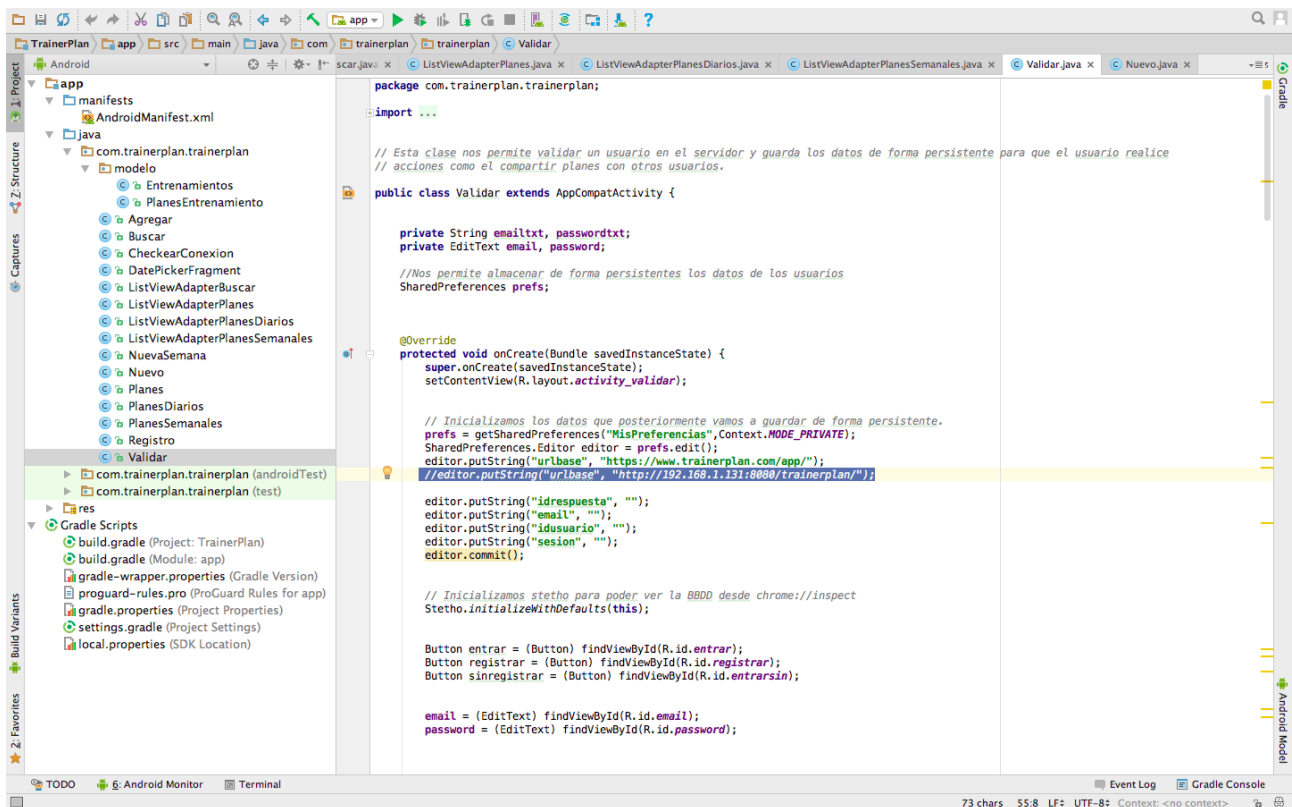 app
TrainerPlan app src main java com trainerplan trainerplan Validar
Android
scar.java × ListViewAdapterPlanes.java × ListViewAdapterPlanesDiarios.java × ListViewAdapterPlanesSemanales.java × Validar.java × Nuevo.java × 5
1: Project
Z: Structure
Captures
Build Variants
2: Favorites
app
manifests
AndroidManifest.xml
java
com.trainerplan.trainerplan
modelo
Entrenamientos
PlanesEntrenamiento
Agregar
Buscar
CheckearConexion
DatePickerFragment
ListViewAdapterBuscar
ListViewAdapterPlanes
ListViewAdapterPlanesDiarios
ListViewAdapterPlanesSemanales
NuevaSemana
Nuevo
Planes
PlanesDiarios
PlanesSemanales
Registro
Validar
com.trainerplan.trainerplan (androidTest)
com.trainerplan.trainerplan (test)
res
Gradle Scripts
build.gradle (Project: TrainerPlan)
build.gradle (Module: app)
gradle-wrapper.properties (Gradle Version)
proguard-rules.pro (ProGuard Rules for app)
gradle.properties (Project Properties)
settings.gradle (Project Settings)
local.properties (SDK Location)
package com.trainerplan.trainerplan;
import ...
// Esta clase nos permite validar un usuario en el servidor y guarda los datos de forma persistente para que el usuario realice
// acciones como el compartir planes con otros usuarios.
public class Validar extends AppCompatActivity {
private String emailtxt, passwordtxt;
private EditText email, password;
//Nos permite almacenar de forma persistentes los datos de los usuarios
SharedPreferences prefs;
@Override
protected void onCreate(Bundle savedInstanceState) {
super.onCreate(savedInstanceState);
setContentView(R.layout.activity_validar);
// Inicializamos los datos que posteriormente vamos a guardar de forma persistente.
prefs = getSharedPreferences("MisPreferencias",Context.MODE_PRIVATE);
SharedPreferences.Editor editor = prefs.edit();
editor.putString("urlbase", "https://www.trainerplan.com/app/");
//editor.putString("urlbase", "http://192.168.1.131:8080/trainerplan/");
editor.putString("idrespuesta", "");
editor.putString("email", "");
editor.putString("idusuario", "");
editor.putString("sesion", "");
editor.commit();
// Inicializamos stetho para poder ver la BBDD desde chrome://inspect
Stetho.initializeWithDefaults(this);
Button entrar = (Button) findViewById(R.id.entrar);
Button registrar = (Button) findViewById(R.id.registrar);
Button sinregistrar = (Button) findViewById(R.id.entrarsin);
email = (EditText) findViewById(R.id.email);
password = (EditText) findViewById(R.id.password);
Gradle
Android Model
TODO 6: Android Monitor Terminal Event Log Gradle Console
73 chars 55:8 LF÷ UTF-8÷ Context: <no context>